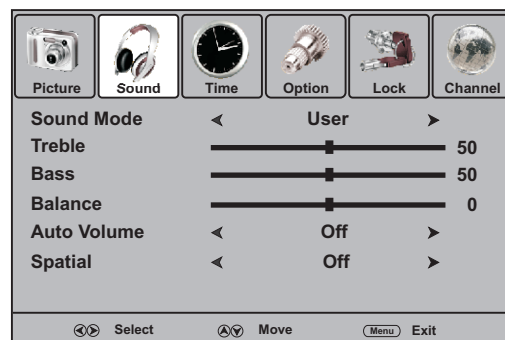 Picture Sound Time Option Lock Channel
Sound Mode User
Treble 50
Bass 50
Balance 0
Auto Volume Off
Spatial Off
Select Move Menu Exit